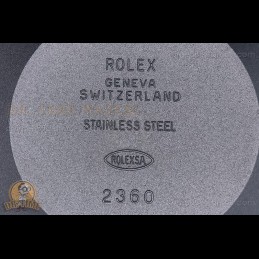 ROLEX
GENEVA
SWITZERLAND
STAINLESS STEEL
ROLEXSA
2360